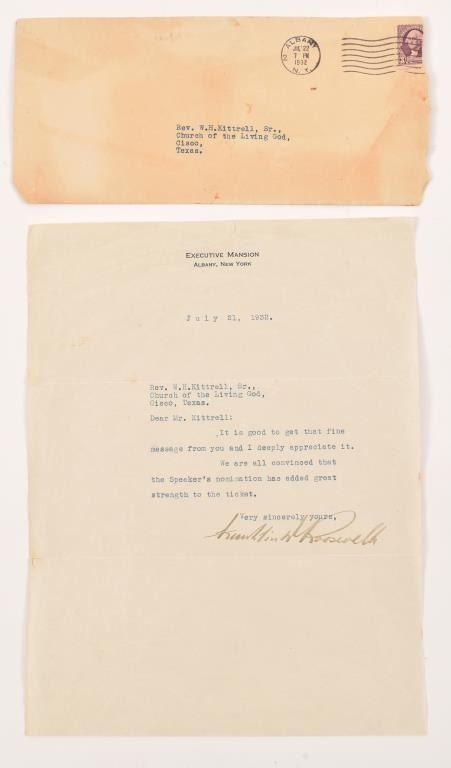 ALBANY
2
JUL 22
7 PM
1932
N.Y.
Rev. W.H.Kittrell, Sr.,
Church of the Living God,
Cisco,
Texas.
EXECUTIVE MANSION
ALBANY, NEW YORK
July 21, 1932.
Rev. W.H.Kittrell, Sr.,
Church of the Living God,
Cisco, Texas.
Dear Mr. Kittrell:
It is good to get that fine
message from you and I deeply appreciate it.
We are all convinced that
the Speaker's nomination has added great
strength to the ticket.
Very sincerely yours,
Franklin D Roosevelt